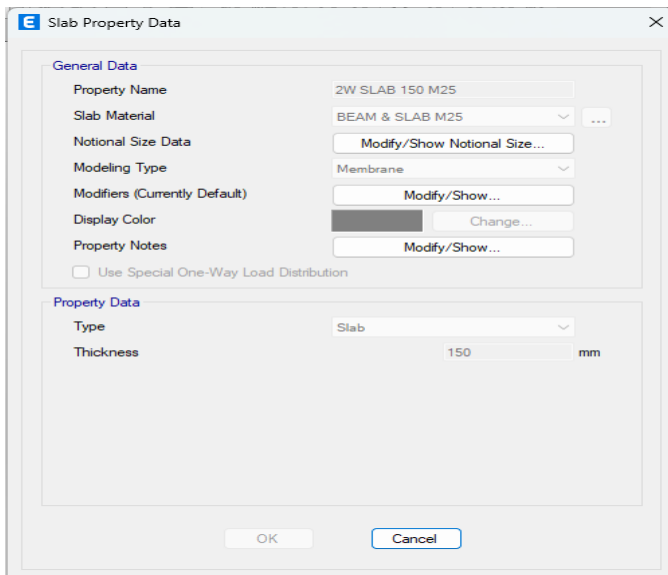 E Slab Property Data
General Data
Property Name 2W SLAB 150 M25
Slab Material BEAM & SLAB M25 ...
Notional Size Data Modify/Show Notional Size...
Modeling Type Membrane
Modifiers (Currently Default) Modify/Show...
Display Color Change...
Property Notes Modify/Show...
Use Special One-Way Load Distribution
Property Data
Type Slab
Thickness 150 mm
OK Cancel